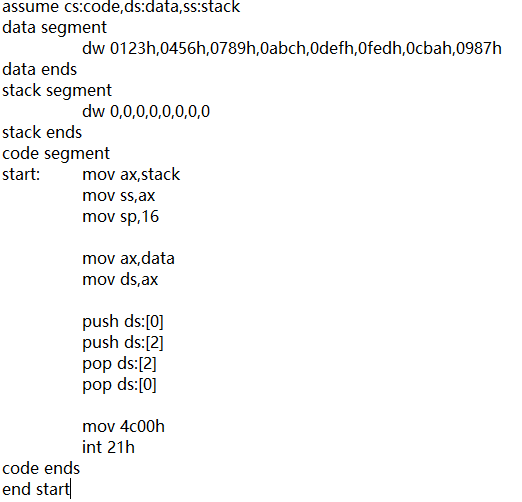 assume cs:code,ds:data,ss:stack
data segment
dw 0123h,0456h,0789h,0abch,0defh,0fedh,0cbah,0987h
data ends
stack segment
dw 0,0,0,0,0,0,0,0
stack ends
code segment
start: mov ax,stack
mov ss,ax
mov sp,16
mov ax,data
mov ds,ax
push ds:[0]
push ds:[2]
pop ds:[2]
pop ds:[0]
mov 4c00h
int 21h
code ends
end start